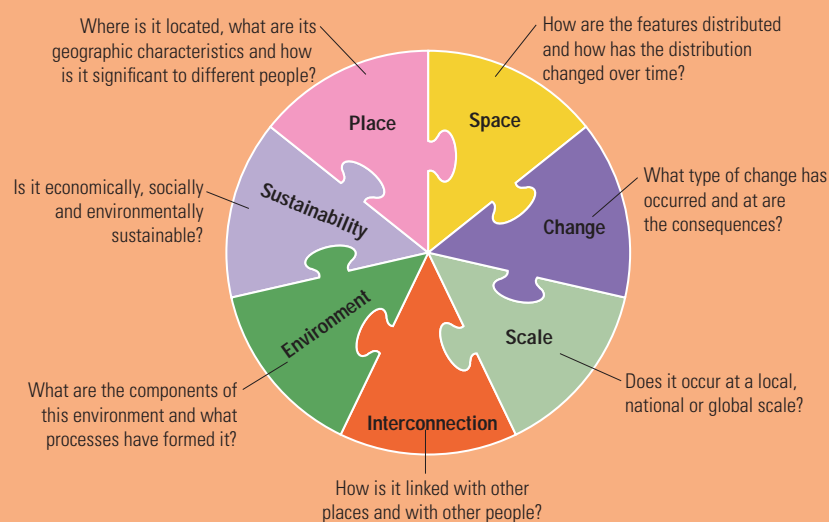 Where is it located, what are its
geographic characteristics and how
is it significant to different people?
How are the features distributed
and how has the distribution
changed over time?
Place
Space
What type of change has
occurred and at are
the consequences?
Is it economically, socially
and environmentally
sustainable?
Sustainability
Change
Environment
Scale
Does it occur at a local,
national or global scale?
What are the components of
this environment and what
processes have formed it?
Interconnection
How is it linked with other
places and with other people?